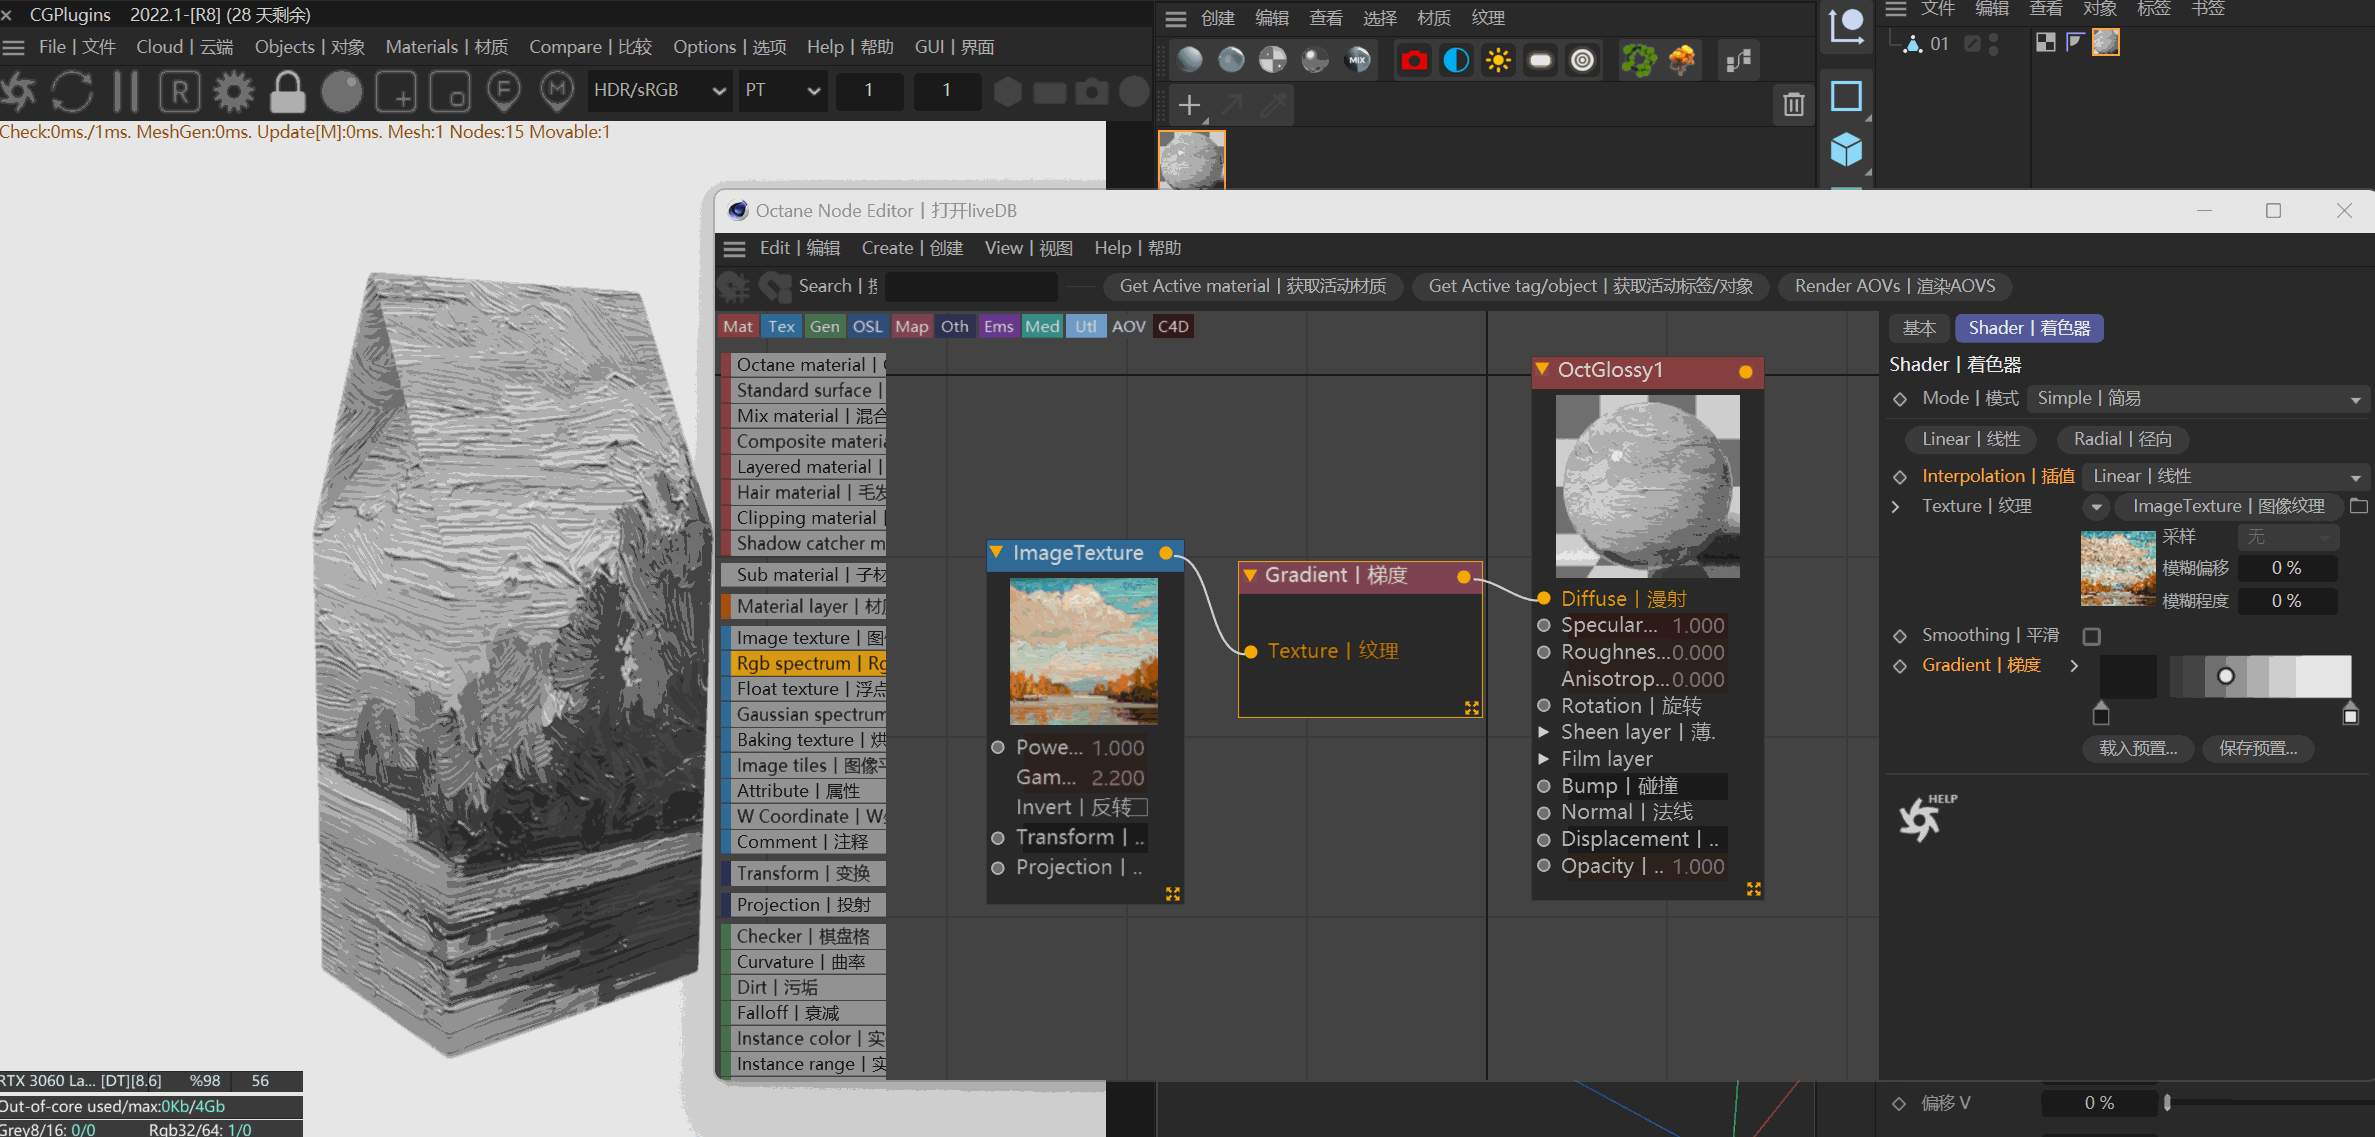 CGPlugins 2022.1-[R8] (28 天剩余)
File | 文件 Cloud | 云端 Objects | 对象 Materials | 材质 Compare | 比较 Options | 选项 Help | 帮助 GUI | 界面
R F M HDR/sRGB PT 1 1
Check:0ms./1ms. MeshGen:0ms. Update[M]:0ms. Mesh:1 Nodes:15 Movable:1
创建 编辑 查看 选择 材质 纹理
MIX
文件 编辑 查看 对象 标签 书签
01
Octane Node Editor | 打开liveDB
Edit | 编辑 Create | 创建 View | 视图 Help | 帮助
Search | Get Active material | 获取活动材质 Get Active tag/object | 获取活动标签/对象 Render AOVs | 渲染AOVS
Mat Tex Gen OSL Map Oth Ems Med Utl AOV C4D
Octane material |
Standard surface |
Mix material | 混合
Composite materi
Layered material |
Hair material | 毛发
Clipping material |
Shadow catcher m
Sub material | 子材
Material layer | 材质
Image texture | 图像
Rgb spectrum | Rg
Float texture | 浮点
Gaussian spectrum
Baking texture | 烘
Image tiles | 图像平
Attribute | 属性
W Coordinate | W
Comment | 注释
Transform | 变换
Projection | 投射
Checker | 棋盘格
Curvature | 曲率
Dirt | 污垢
Falloff | 衰减
Instance color | 实
Instance range | 实
ImageTexture
Powe... 1.000
Gam... 2.200
Invert | 反转
Transform | ..
Projection | ..
Gradient | 梯度
Texture | 纹理
OctGlossy1
Diffuse | 漫射
Specular... 1.000
Roughnes...0.000
Anisotrop...0.000
Rotation | 旋转
Sheen layer | 薄.
Film layer
Bump | 碰撞
Normal | 法线
Displacement | ..
Opacity | .. 1.000
基本 Shader | 着色器
Shader | 着色器
Mode | 模式 Simple | 简易
Linear | 线性 Radial | 径向
Interpolation | 插值 Linear | 线性
Texture | 纹理 ImageTexture | 图像纹理
采样 无
模糊偏移 0 %
模糊程度 0 %
Smoothing | 平滑
Gradient | 梯度
载入预置... 保存预置...
HELP
RTX 3060 La... [DT][8.6] %98 56
Out-of-core used/max:0Kb/4Gb
Grey8/16: 0/0 Rgb32/64: 1/0
偏移 V 0 %